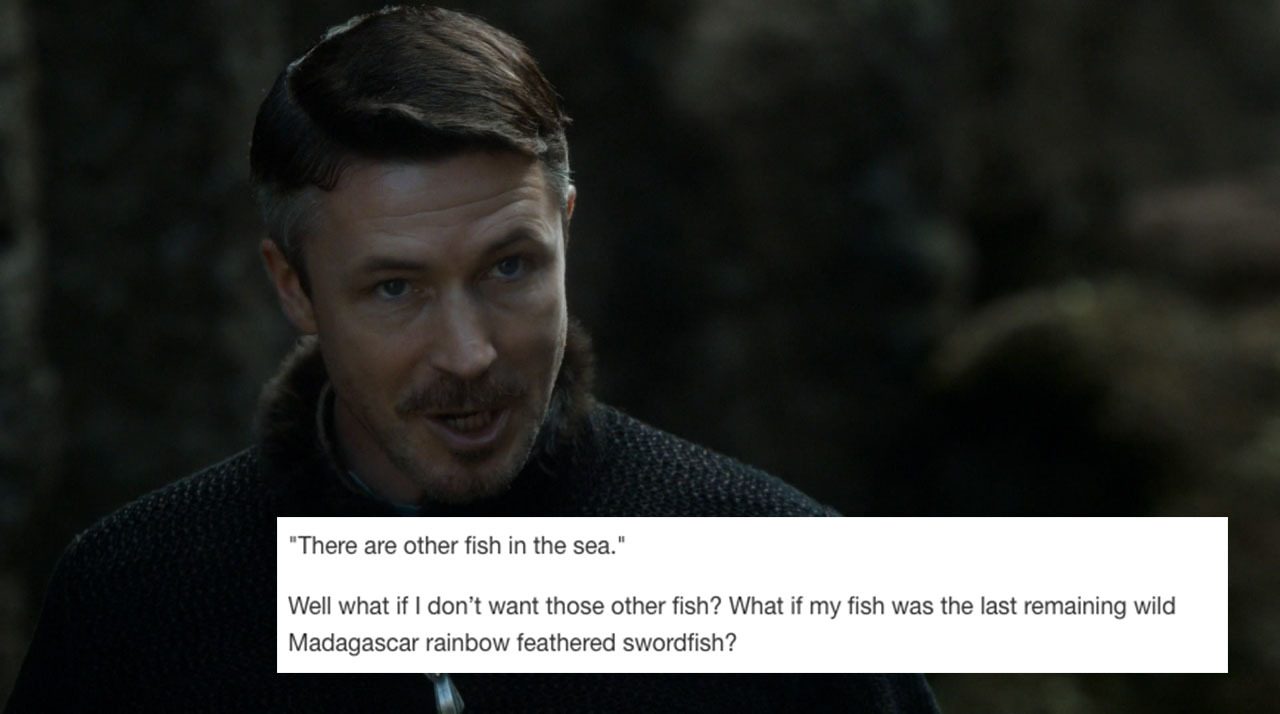 "There are other fish in the sea."
Well what if I don’t want those other fish? What if my fish was the last remaining wild
Madagascar rainbow feathered swordfish?